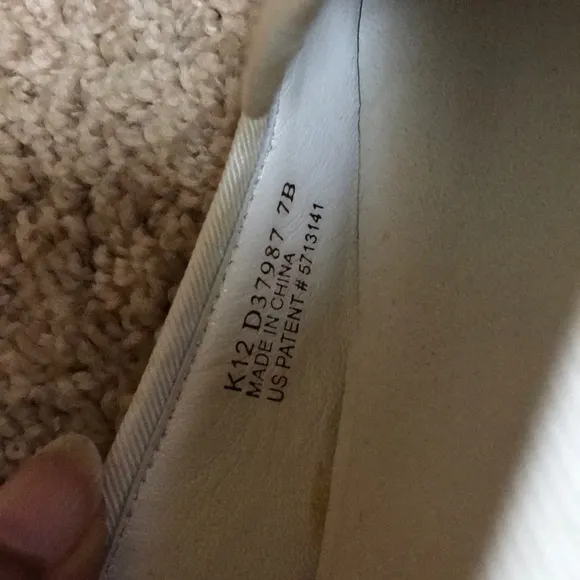 K12 D37987 7B
MADE IN CHINA
US PATENT # 5713141